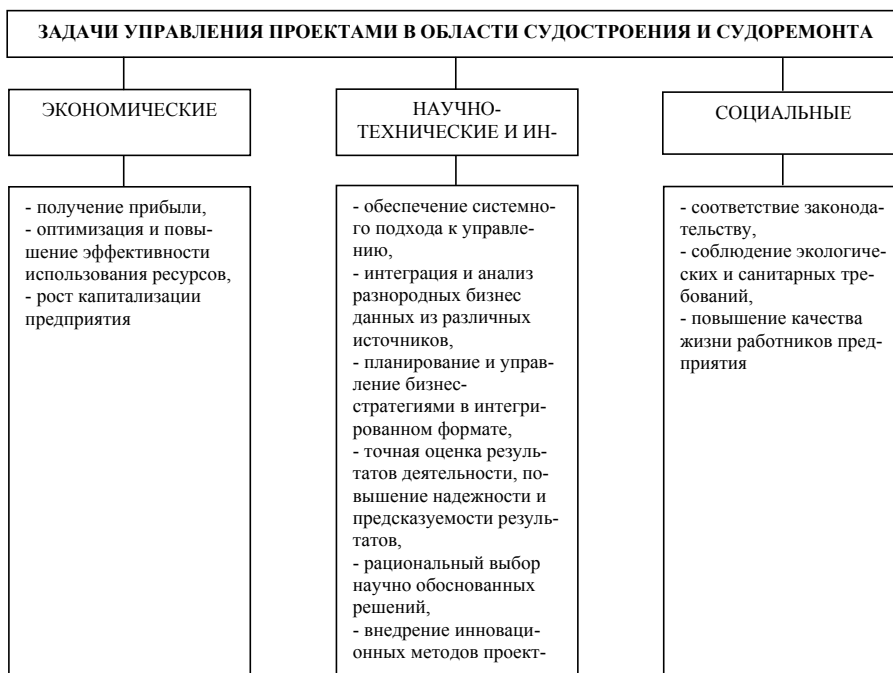 ЗАДАЧИ УПРАВЛЕНИЯ ПРОЕКТАМИ В ОБЛАСТИ СУДОСТРОЕНИЯ И СУДОРЕМОНТА
ЭКОНОМИЧЕСКИЕ
НАУЧНО-
ТЕХНИЧЕСКИЕ И ИН-
СОЦИАЛЬНЫЕ
- получение прибыли,
- оптимизация и повы-
шение эффективности
использования ресурсов,
- рост капитализации
предприятия
- обеспечение системно-
го подхода к управле-
нию,
- интеграция и анализ
разнородных бизнес
данных из различных
источников,
- планирование и управ-
ление бизнес-
стратегиями в интегри-
рованном формате,
- точная оценка резуль-
татов деятельности, по-
вышение надежности и
предсказуемости резуль-
татов,
- рациональный выбор
научно обоснованных
решений,
- внедрение инноваци-
онных методов проект-
- соответствие законода-
тельству,
- соблюдение экологиче-
ских и санитарных тре-
бований,
- повышение качества
жизни работников пред-
приятия